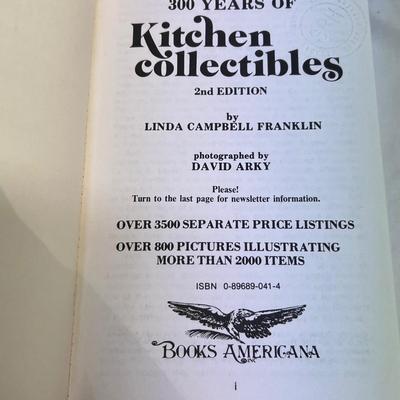 300 YEARS OF
Kitchen
collectibles
2nd EDITION
by
LINDA CAMPBELL FRANKLIN
photographed by
DAVID ARKY
Please!
Turn to the last page for newsletter information.
OVER 3500 SEPARATE PRICE LISTINGS
OVER 800 PICTURES ILLUSTRATING
MORE THAN 2000 ITEMS
ISBN 0-89689-041-4
BOOKS AMERICANA
INC
i